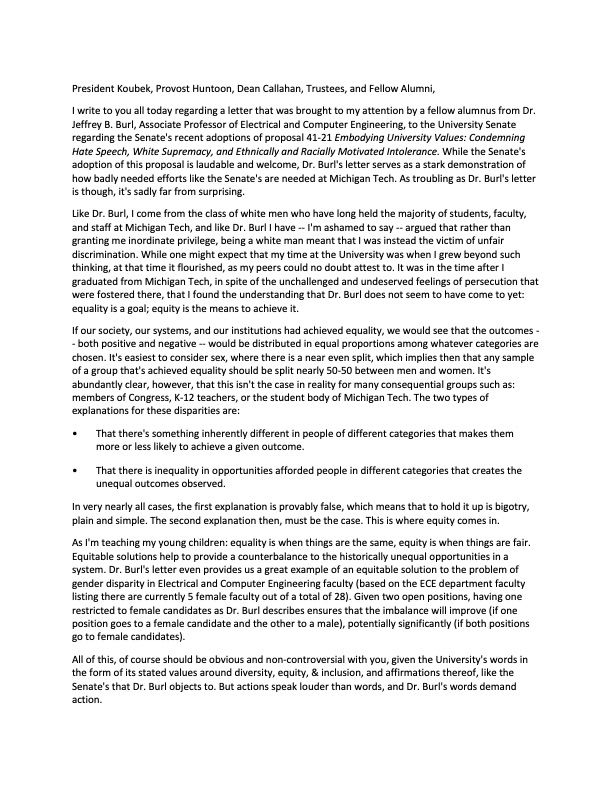 President Koubek, Provost Huntoon, Dean Callahan, Trustees, and Fellow Alumni,
I write to you all today regarding a letter that was brought to my attention by a fellow alumnus from Dr.
Jeffrey B. Burl, Associate Professor of Electrical and Computer Engineering, to the University Senate
regarding the Senate's recent adoptions of proposal 41-21 Embodying University Values: Condemning
Hate Speech, White Supremacy, and Ethnically and Racially Motivated Intolerance. While the Senate's
adoption of this proposal is laudable and welcome, Dr. Burl's letter serves as a stark demonstration of
how badly needed efforts like the Senate's are needed at Michigan Tech. As troubling as Dr. Burl's letter
is though, it's sadly far from surprising.
Like Dr. Burl, I come from the class of white men who have long held the majority of students, faculty,
and staff at Michigan Tech, and like Dr. Burl I have -- I'm ashamed to say -- argued that rather than
granting me inordinate privilege, being a white man meant that I was instead the victim of unfair
discrimination. While one might expect that my time at the University was when I grew beyond such
thinking, at that time it flourished, as my peers could no doubt attest to. It was in the time after I
graduated from Michigan Tech, in spite of the unchallenged and undeserved feelings of persecution that
were fostered there, that I found the understanding that Dr. Burl does not seem to have come to yet:
equality is a goal; equity is the means to achieve it.
If our society, our systems, and our institutions had achieved equality, we would see that the outcomes -
- both positive and negative -- would be distributed in equal proportions among whatever categories are
chosen. It's easiest to consider sex, where there is a near even split, which implies then that any sample
of a group that's achieved equality should be split nearly 50-50 between men and women. It's
abundantly clear, however, that this isn't the case in reality for many consequential groups such as:
members of Congress, K-12 teachers, or the student body of Michigan Tech. The two types of
explanations for these disparities are:
• That there's something inherently different in people of different categories that makes them
more or less likely to achieve a given outcome.
• That there is inequality in opportunities afforded people in different categories that creates the
unequal outcomes observed.
In very nearly all cases, the first explanation is provably false, which means that to hold it up is bigotry,
plain and simple. The second explanation then, must be the case. This is where equity comes in.
As I'm teaching my young children: equality is when things are the same, equity is when things are fair.
Equitable solutions help to provide a counterbalance to the historically unequal opportunities in a
system. Dr. Burl's letter even provides us a great example of an equitable solution to the problem of
gender disparity in Electrical and Computer Engineering faculty (based on the ECE department faculty
listing there are currently 5 female faculty out of a total of 28). Given two open positions, having one
restricted to female candidates as Dr. Burl describes ensures that the imbalance will improve (if one
position goes to a female candidate and the other to a male), potentially significantly (if both positions
go to female candidates).
All of this, of course should be obvious and non-controversial with you, given the University's words in
the form of its stated values around diversity, equity, & inclusion, and affirmations thereof, like the
Senate's that Dr. Burl objects to. But actions speak louder than words, and Dr. Burl's words demand
action.